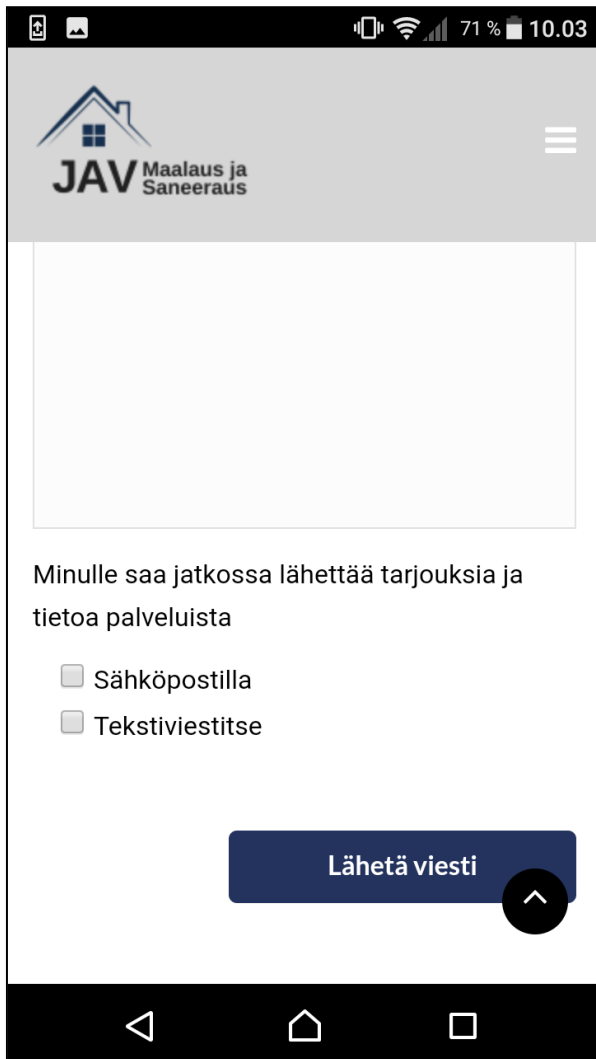 71 % 10.03
JAV Maalaus ja
Saneeraus
Minulle saa jatkossa lähettää tarjouksia ja
tietoa palveluista
Sähköpostilla
Tekstiviestitse
Lähetä viesti